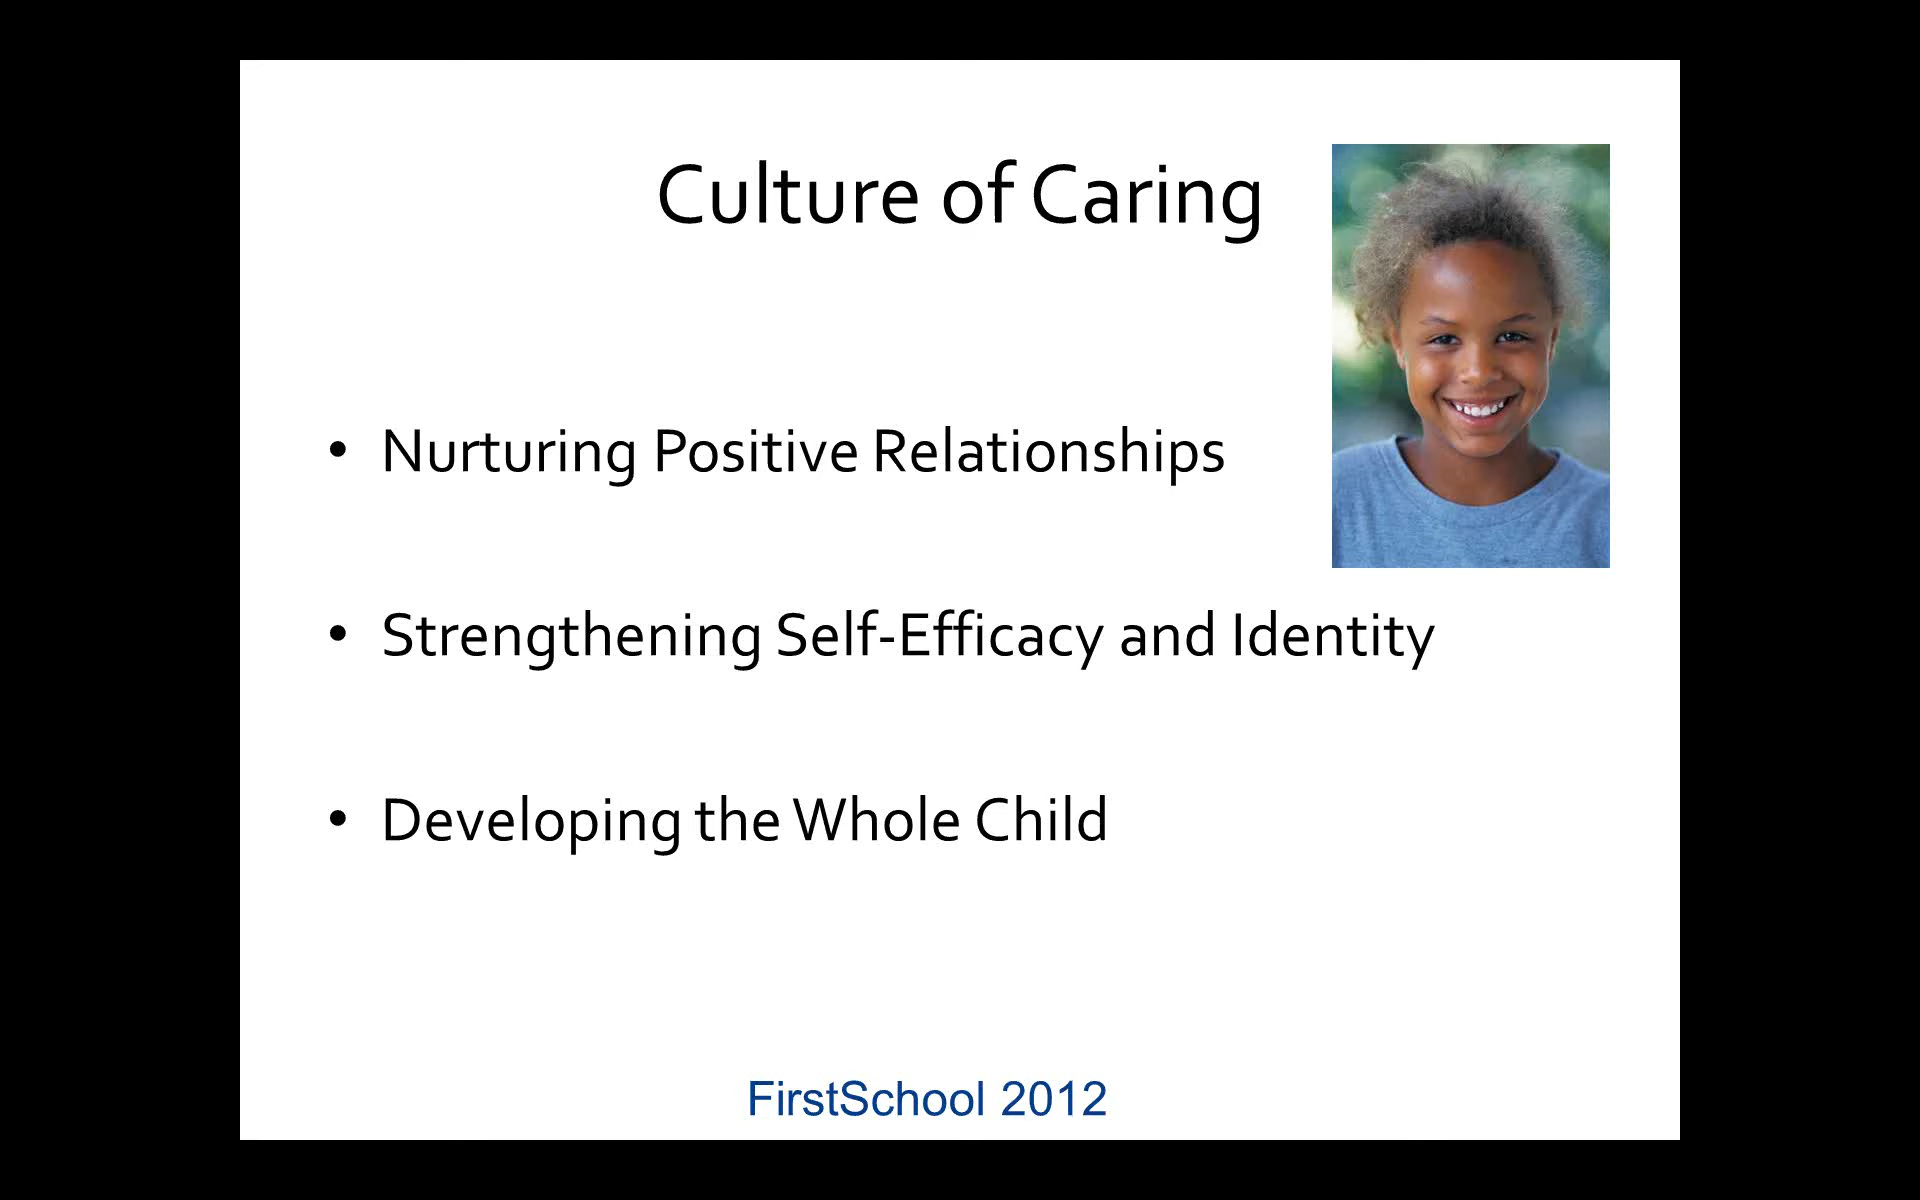 Culture of Caring
• Nurturing Positive Relationships
• Strengthening Self-Efficacy and Identity
• Developing the Whole Child
FirstSchool 2012